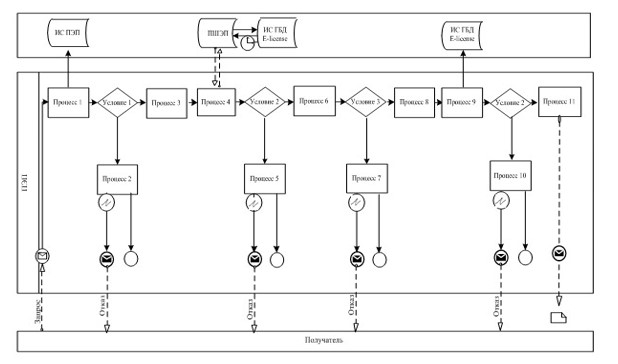 ИС ПЭП
ПШЭП
ИС ГБД
E-license
ИС ГБД
E-license
Процесс 1
Условие 1
Процесс 3
Процесс 4
Условие 2
Процесс 6
Условие 3
Процесс 8
Процесс 9
Условие 2
Процесс 11
Процесс 2
Процесс 5
Процесс 7
Процесс 10
Запрос
Отказ
Отказ
Отказ
Отказ
Получатель